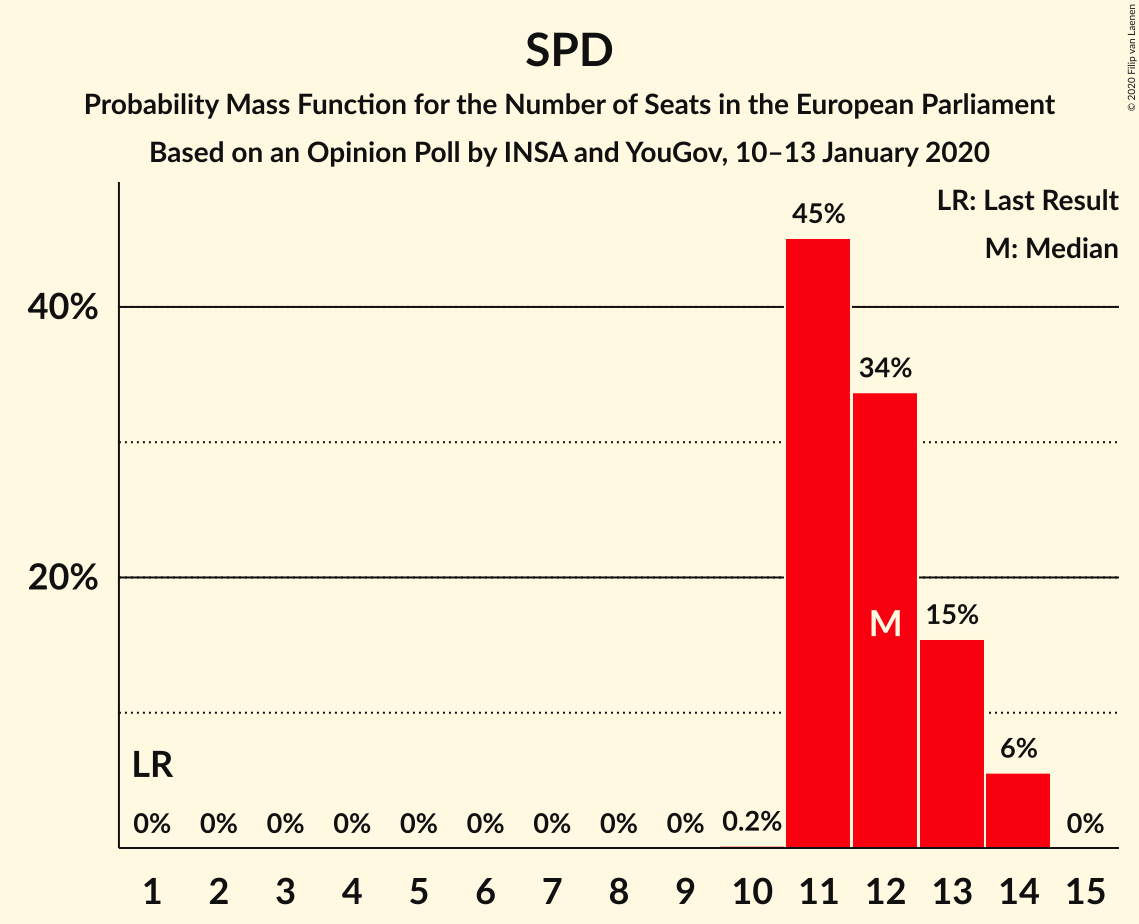 SPD
Probability Mass Function for the Number of Seats in the European Parliament
Based on an Opinion Poll by INSA and YouGov, 10–13 January 2020
© 2020 Filip van Laenen
LR: Last Result
M: Median
45%
40%
34%
20%
M
15%
LR
6%
0% 0% 0% 0% 0% 0% 0% 0% 0% 0.2% 0%
1 2 3 4 5 6 7 8 9 10 11 12 13 14 15